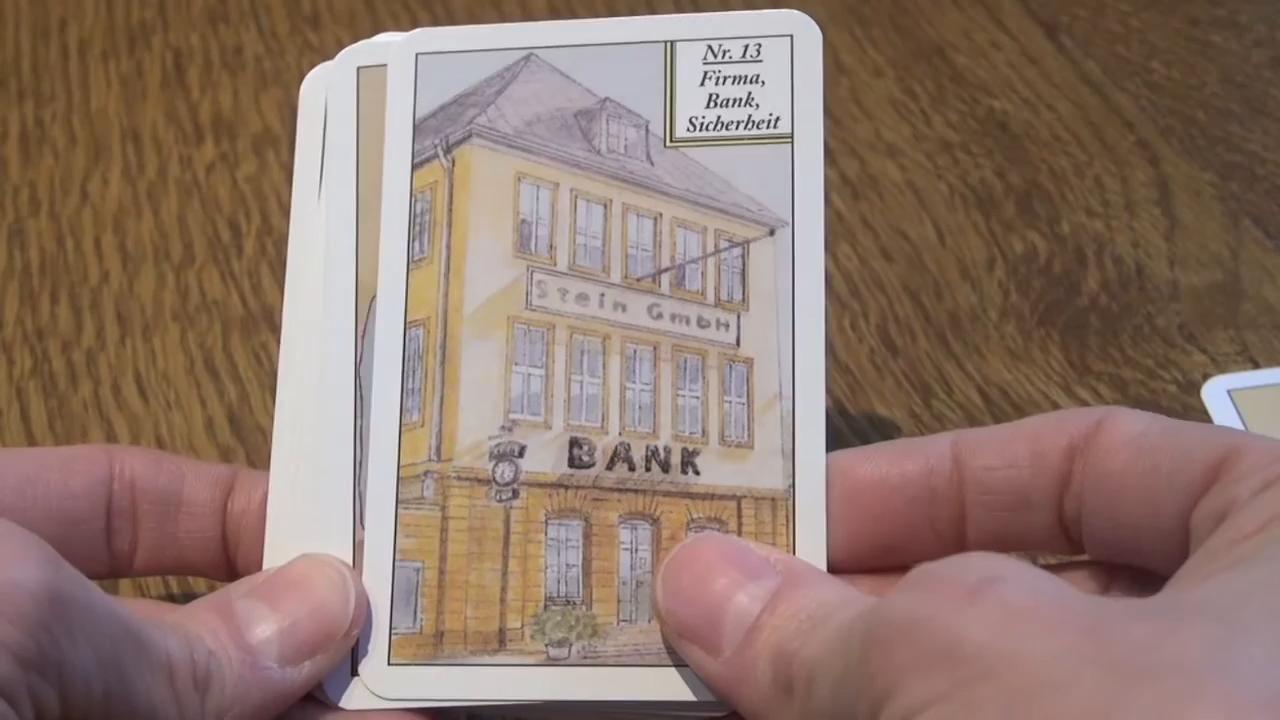 Nr. 13
Firma,
Bank,
Sicherheit
Stein GmbH
BANK